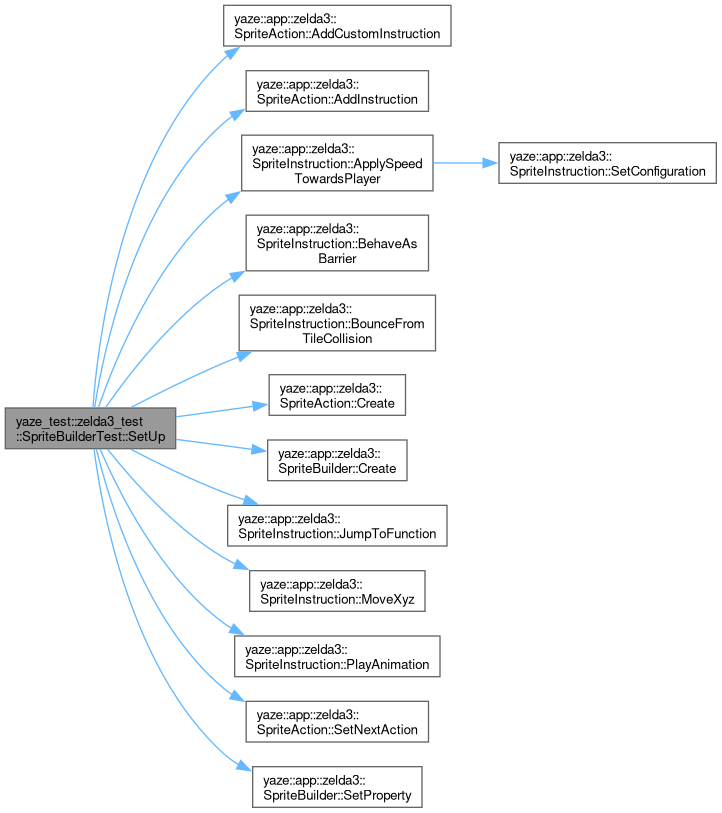 yaze::app::zelda3::
SpriteAction::AddCustomInstruction
yaze::app::zelda3::
SpriteAction::AddInstruction
yaze::app::zelda3::
SpriteInstruction::ApplySpeed
TowardsPlayer
yaze::app::zelda3::
SpriteInstruction::SetConfiguration
yaze::app::zelda3::
SpriteInstruction::BehaveAs
Barrier
yaze::app::zelda3::
SpriteInstruction::BounceFrom
TileCollision
yaze::app::zelda3::
SpriteAction::Create
yaze_test::zelda3_test
::SpriteBuilderTest::SetUp
yaze::app::zelda3::
SpriteBuilder::Create
yaze::app::zelda3::
SpriteInstruction::JumpToFunction
yaze::app::zelda3::
SpriteInstruction::MoveXyz
yaze::app::zelda3::
SpriteInstruction::PlayAnimation
yaze::app::zelda3::
SpriteAction::SetNextAction
yaze::app::zelda3::
SpriteBuilder::SetProperty